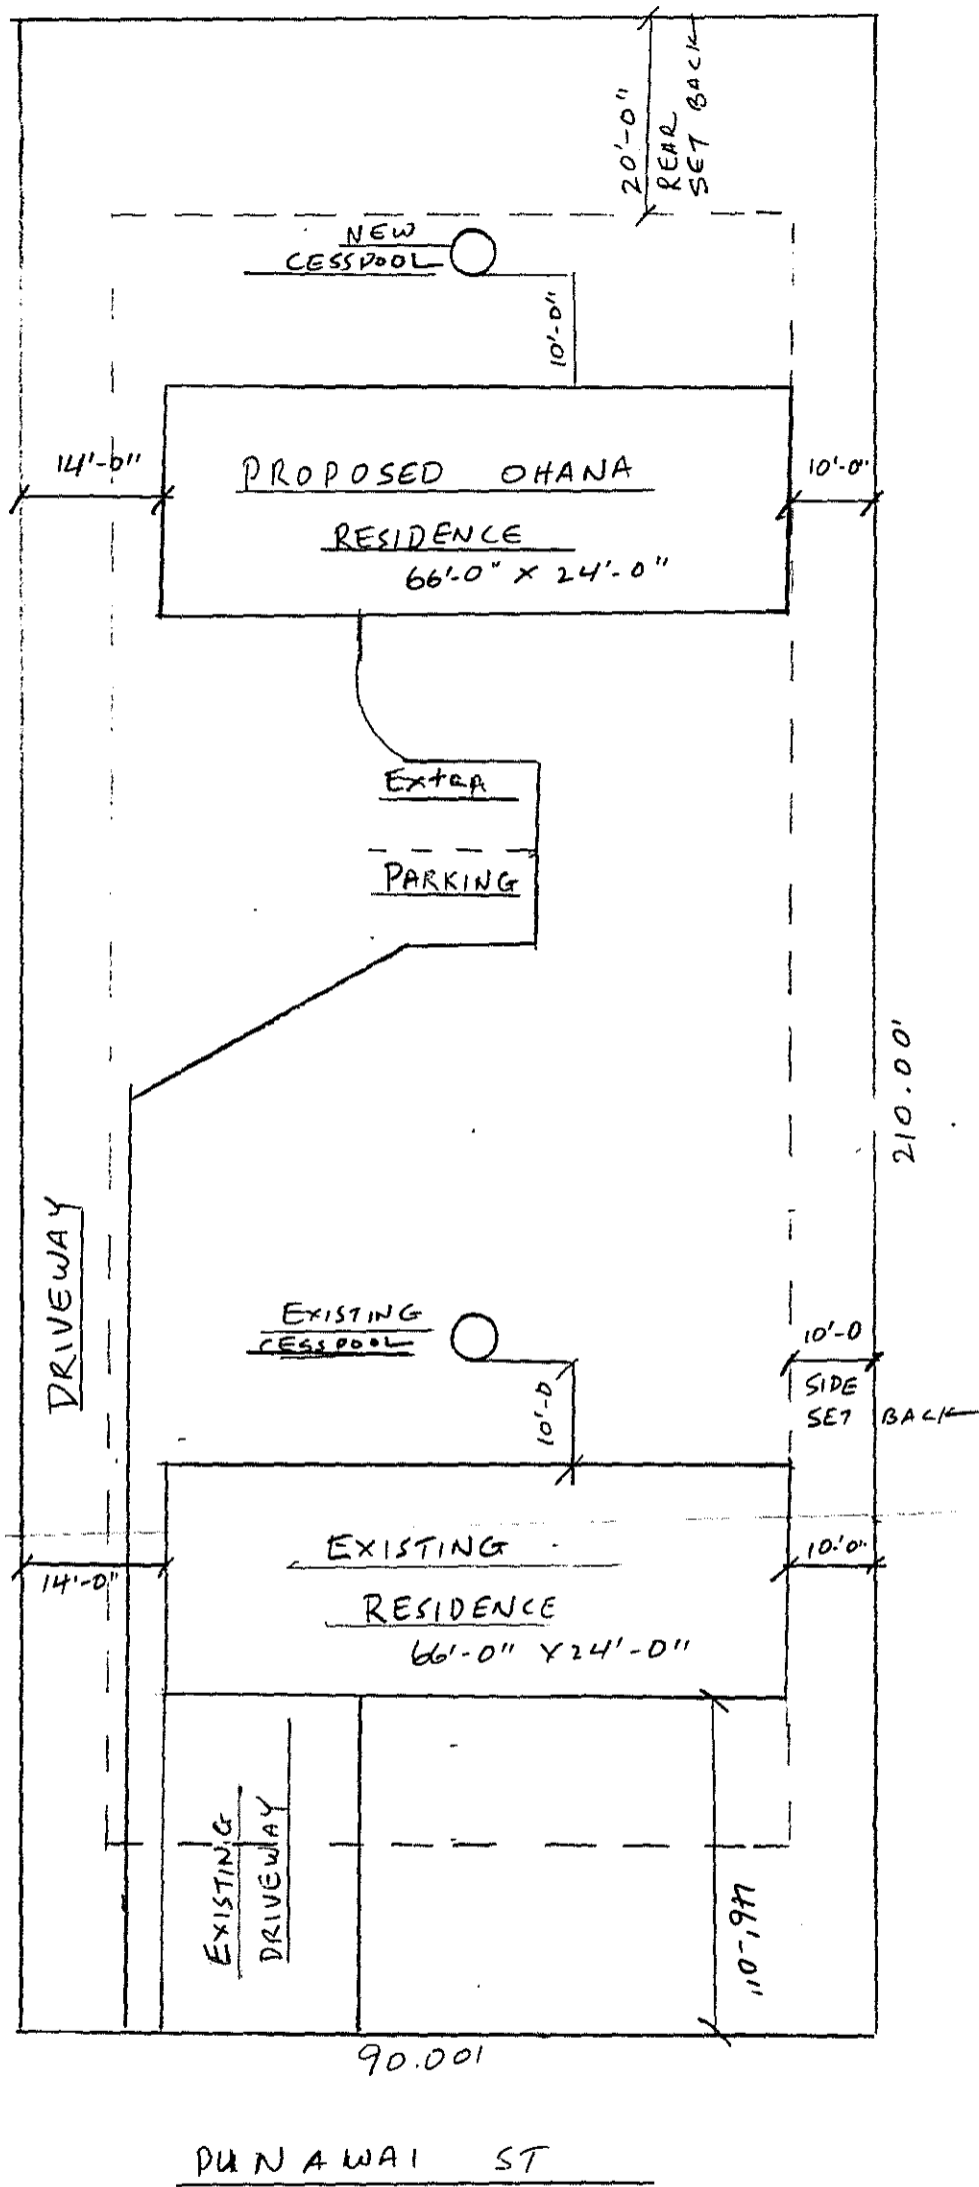 20'-0"
REAR
SET BACK
NEW
CESSPOOL
10'-0"
14'-0"
PROPOSED OHANA
RESIDENCE
66'-0" X 24'-0"
10'-0"
ExtRA
PARKING
210.00'
DRIVEWAY
EXISTING
CESSPOOL
10'-0
10'-0
SIDE
SET BACK
14'-0"
EXISTING
RESIDENCE
66'-0" X 24'-0"
10'-0"
EXISTING
DRIVEWAY
46'-0"
90.00'
PUNAWAI ST